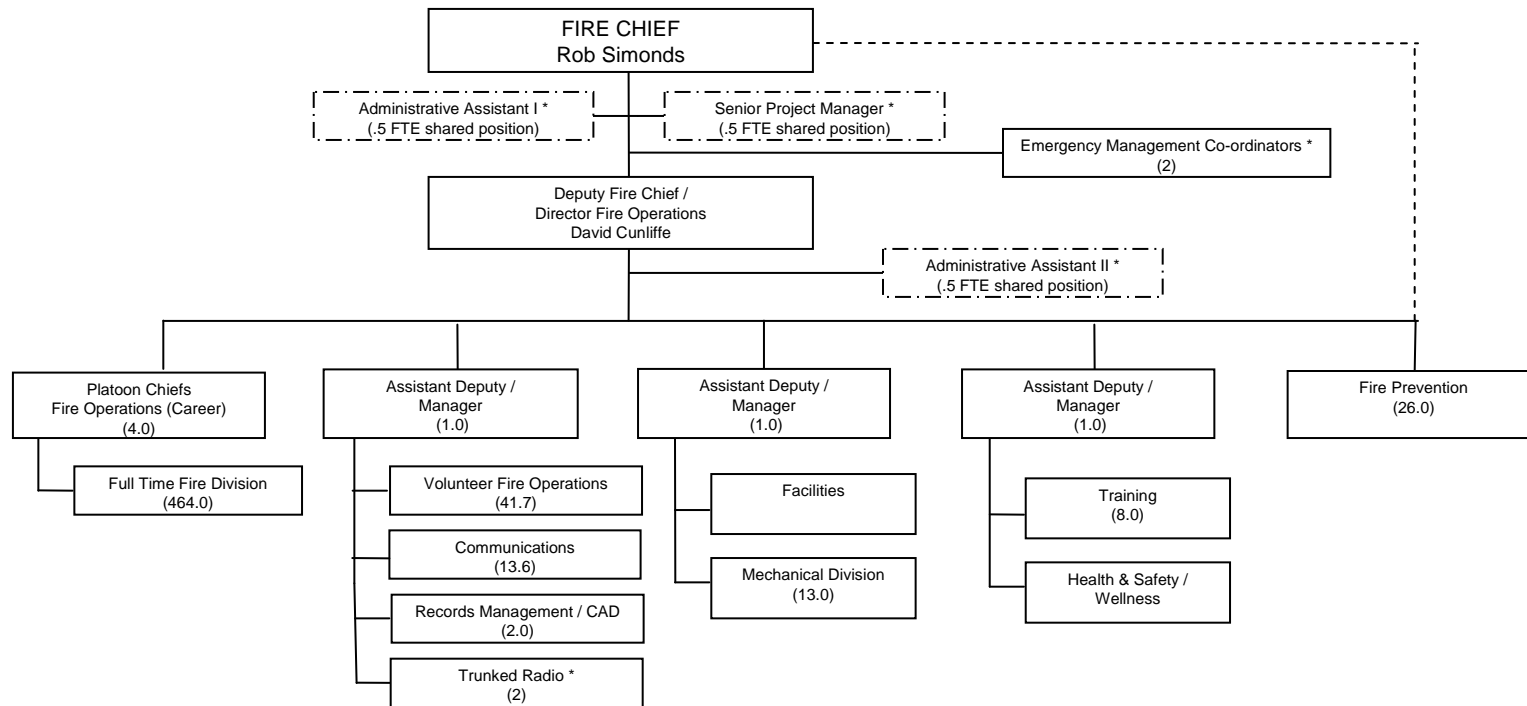 FIRE CHIEF
Rob Simonds
Administrative Assistant I *
(.5 FTE shared position)
Senior Project Manager *
(.5 FTE shared position)
Emergency Management Co-ordinators *
(2)
Deputy Fire Chief /
Director Fire Operations
David Cunliffe
Administrative Assistant II *
(.5 FTE shared position)
Platoon Chiefs
Fire Operations (Career)
(4.0)
Full Time Fire Division
(464.0)
Assistant Deputy /
Manager
(1.0)
Volunteer Fire Operations
(41.7)
Communications
(13.6)
Records Management / CAD
(2.0)
Trunked Radio *
(2)
Assistant Deputy /
Manager
(1.0)
Facilities
Mechanical Division
(13.0)
Assistant Deputy /
Manager
(1.0)
Training
(8.0)
Health & Safety /
Wellness
Fire Prevention
(26.0)